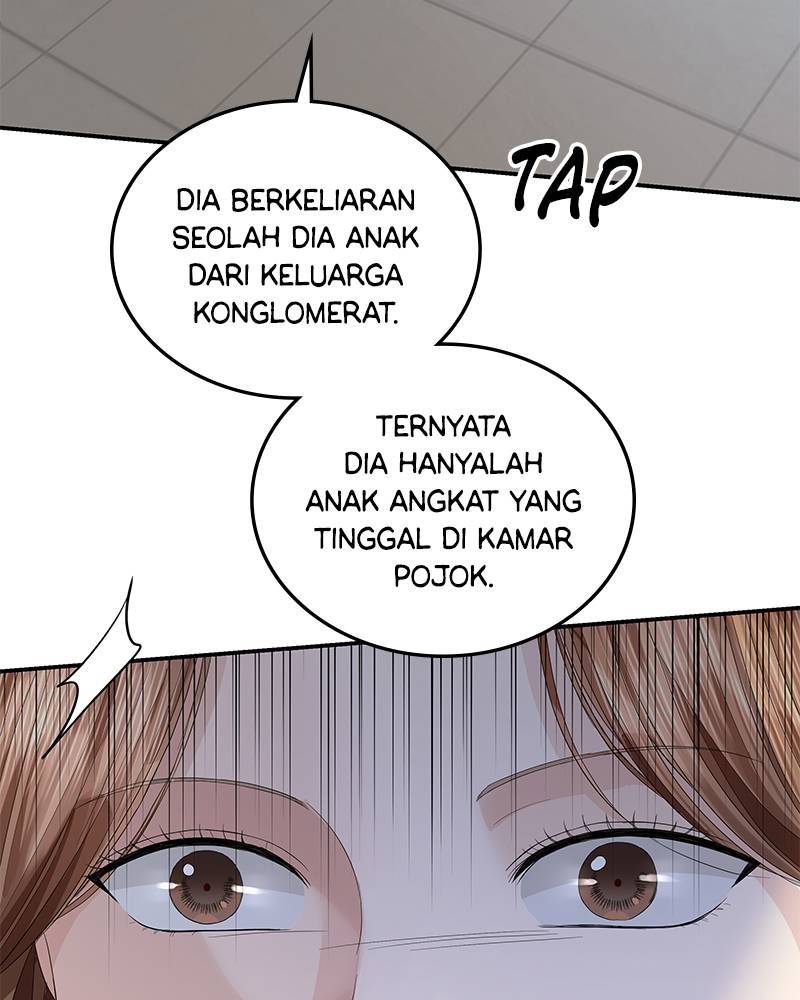 TAP
DIA BERKELIARAN
SEOLAH DIA ANAK
DARI KELUARGA
KONGLOMERAT.
TERNYATA
DIA HANYALAH
ANAK ANGKAT YANG
TINGGAL DI KAMAR
POJOK.